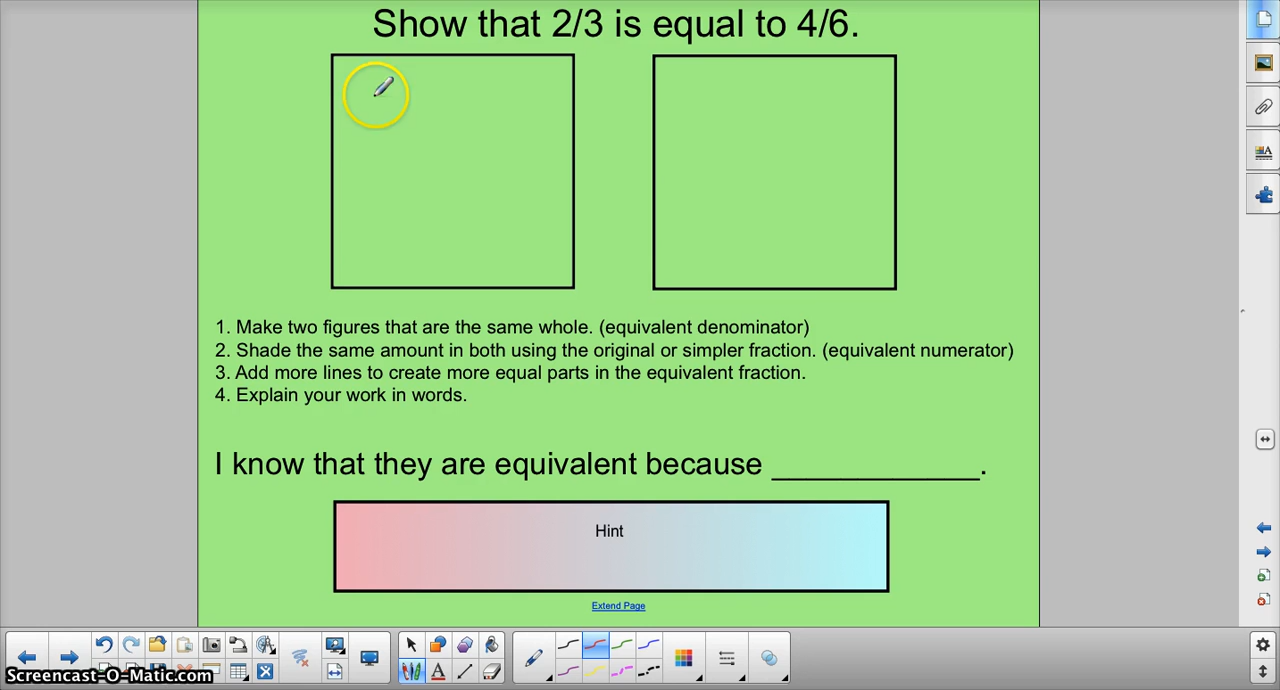 Show that 2/3 is equal to 4/6.
1. Make two figures that are the same whole. (equivalent denominator)
2. Shade the same amount in both using the original or simpler fraction. (equivalent numerator)
3. Add more lines to create more equal parts in the equivalent fraction.
4. Explain your work in words.
I know that they are equivalent because _____________.
Hint
Extend Page
Screencast-O-Matic.com